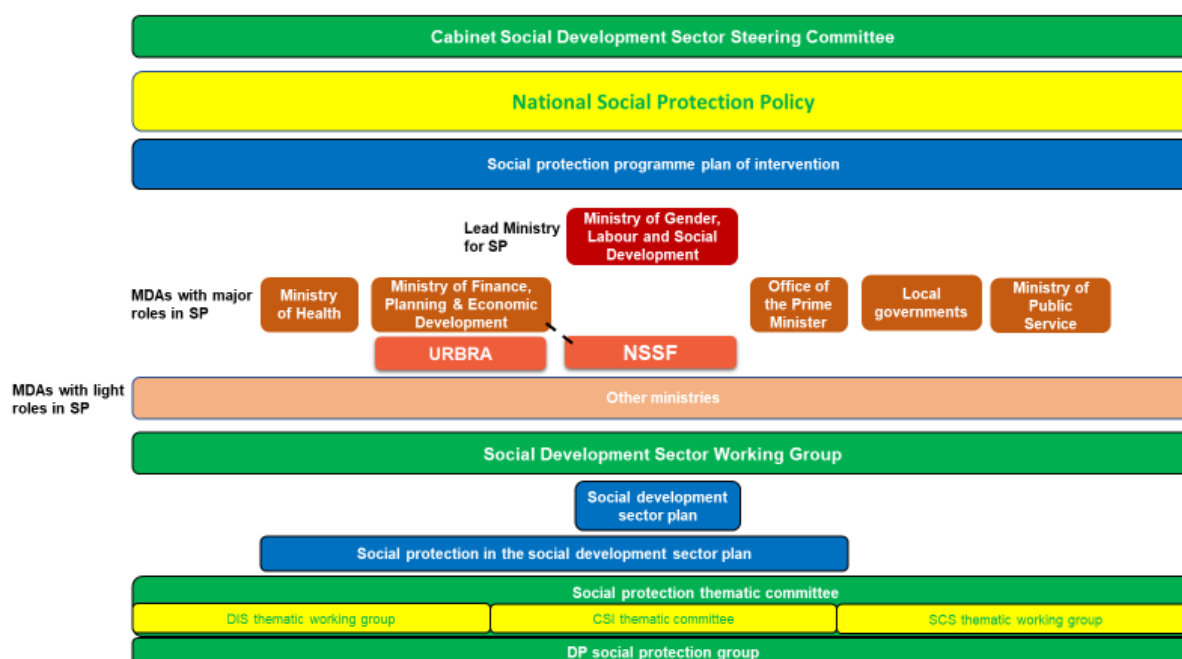 Cabinet Social Development Sector Steering Committee
National Social Protection Policy
Social protection programme plan of intervention
Lead Ministry
for SP
Ministry of Gender,
Labour and Social
Development
MDAs with major
roles in SP
Ministry
of Health
Ministry of Finance,
Planning & Economic
Development
Office of
the Prime
Minister
Local
governments
Ministry of
Public
Service
URBRA
NSSF
MDAs with light
roles in SP
Other ministries
Social Development Sector Working Group
Social development
sector plan
Social protection in the social development sector plan
Social protection thematic committee
DIS thematic working group
CSI thematic committee
SCS thematic working group
DP social protection group